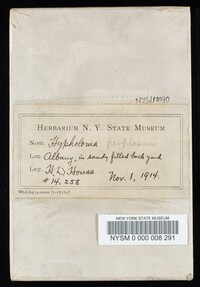 HERBARIUM N. Y. STATE MUSEUM
Nom. Hypholoma
Loc. Albany, in sandy filled back yard
Leg. H. D. House
# 14.258 Nov. 1, 1914.
NEW YORK STATE MUSEUM
NYSM 0 000 008 291